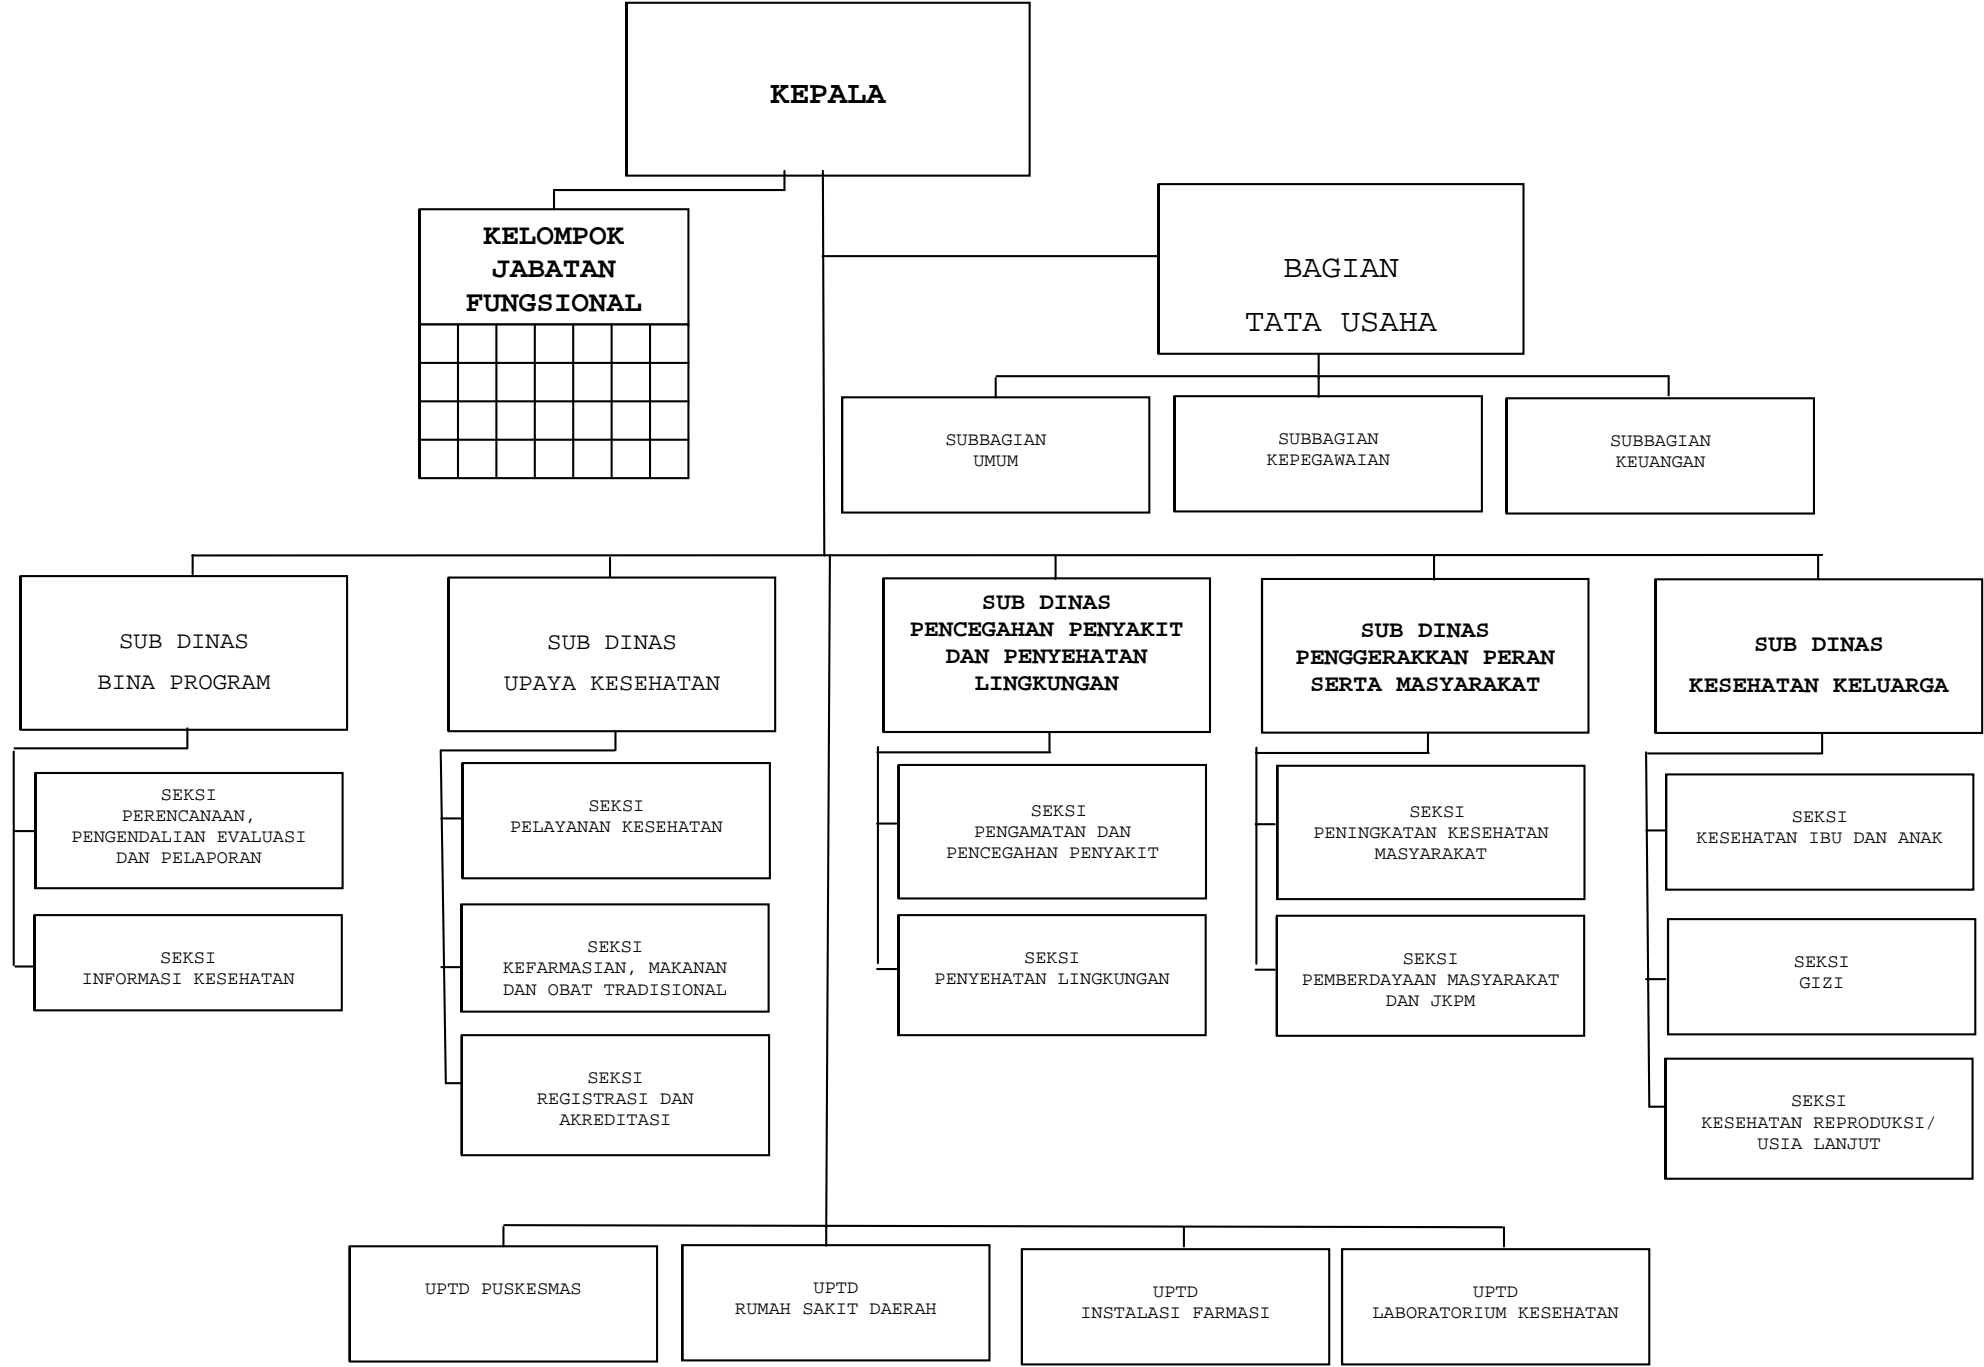 KEPALA
KELOMPOK
JABATAN
FUNGSIONAL
BAGIAN
TATA USAHA
SUBBAGIAN
UMUM
SUBBAGIAN
KEPEGAWAIAN
SUBBAGIAN
KEUANGAN
SUB DINAS
BINA PROGRAM
SUB DINAS
UPAYA KESEHATAN
SUB DINAS
PENCEGAHAN PENYAKIT
DAN PENYEHATAN
LINGKUNGAN
SUB DINAS
PENGGERAKKAN PERAN
SERTA MASYARAKAT
SUB DINAS
KESEHATAN KELUARGA
SEKSI
PERENCANAAN,
PENGENDALIAN EVALUASI
DAN PELAPORAN
SEKSI
INFORMASI KESEHATAN
SEKSI
PELAYANAN KESEHATAN
SEKSI
KEFARMASIAN, MAKANAN
DAN OBAT TRADISIONAL
SEKSI
REGISTRASI DAN
AKREDITASI
SEKSI
PENGAMATAN DAN
PENCEGAHAN PENYAKIT
SEKSI
PENYEHATAN LINGKUNGAN
SEKSI
PENINGKATAN KESEHATAN
MASYARAKAT
SEKSI
PEMBERDAYAAN MASYARAKAT
DAN JKPM
SEKSI
KESEHATAN IBU DAN ANAK
SEKSI
GIZI
SEKSI
KESEHATAN REPRODUKSI/
USIA LANJUT
UPTD PUSKESMAS
UPTD
RUMAH SAKIT DAERAH
UPTD
INSTALASI FARMASI
UPTD
LABORATORIUM KESEHATAN